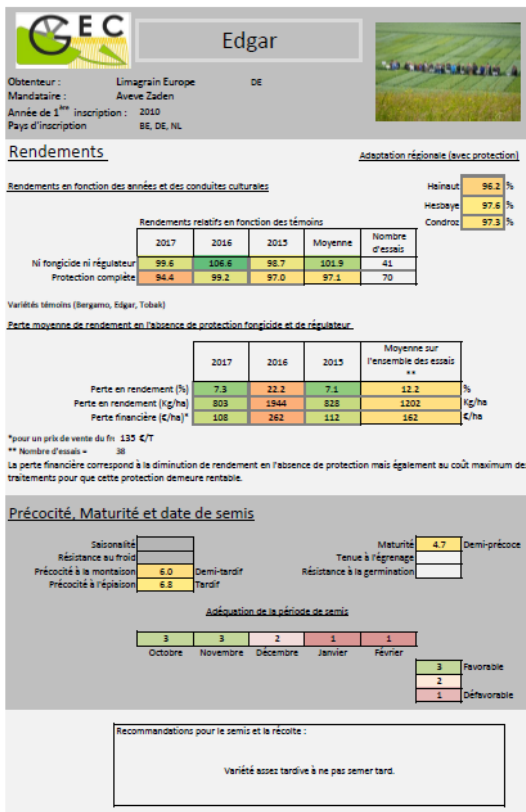 GEC
Edgar
Obtenteur : Limagrain Europe DE
Mandataire : Aveve Zaden
Année de 1ère inscription : 2010
Pays d'inscription BE, DE, NL
Rendements
Adaptation régionale (avec protection)
Rendements en fonction des années et des conduites culturales
Hainaut 96.2 %
Hesbaye 97.6 %
Condroz 97.3 %
Rendements relatifs en fonction des témoins
2017 2016 2015 Moyenne Nombre d'essais
Ni fongicide ni régulateur 99.6 106.6 98.7 101.9 41
Protection complète 94.4 99.2 97.0 97.1 70
Variétés témoins (Bergamo, Edgar, Tobak)
Perte moyenne de rendement en l'absence de protection fongicide et de régulateur
2017 2016 2015 Moyenne sur l'ensemble des essais **
Perte en rendement (%) 7.3 22.2 7.1 12.2 %
Perte en rendement (Kg/ha) 803 1944 828 1202 Kg/ha
Perte financière (€/ha)* 108 262 112 162 €/ha
*pour un prix de vente du fn 135 €/T
** Nombre d'essais = 38
La perte financière correspond à la diminution de rendement en l'absence de protection mais également au coût maximum des
traitements pour que cette protection demeure rentable.
Précocité, Maturité et date de semis
Saisonalité
Résistance au froid
Précocité à la montaison 6.0 Demi-tardif
Précocité à l'épiaison 6.8 Tardif
Maturité 4.7 Demi-précoce
Tenue à l'égrenage
Résistance à la germination
Adéquation de la période de semis
3 3 2 1 1
Octobre Novembre Décembre Janvier Février
3 Favorable
2
1 Défavorable
Recommandations pour le semis et la récolte :
Variété assez tardive à ne pas semer tard.